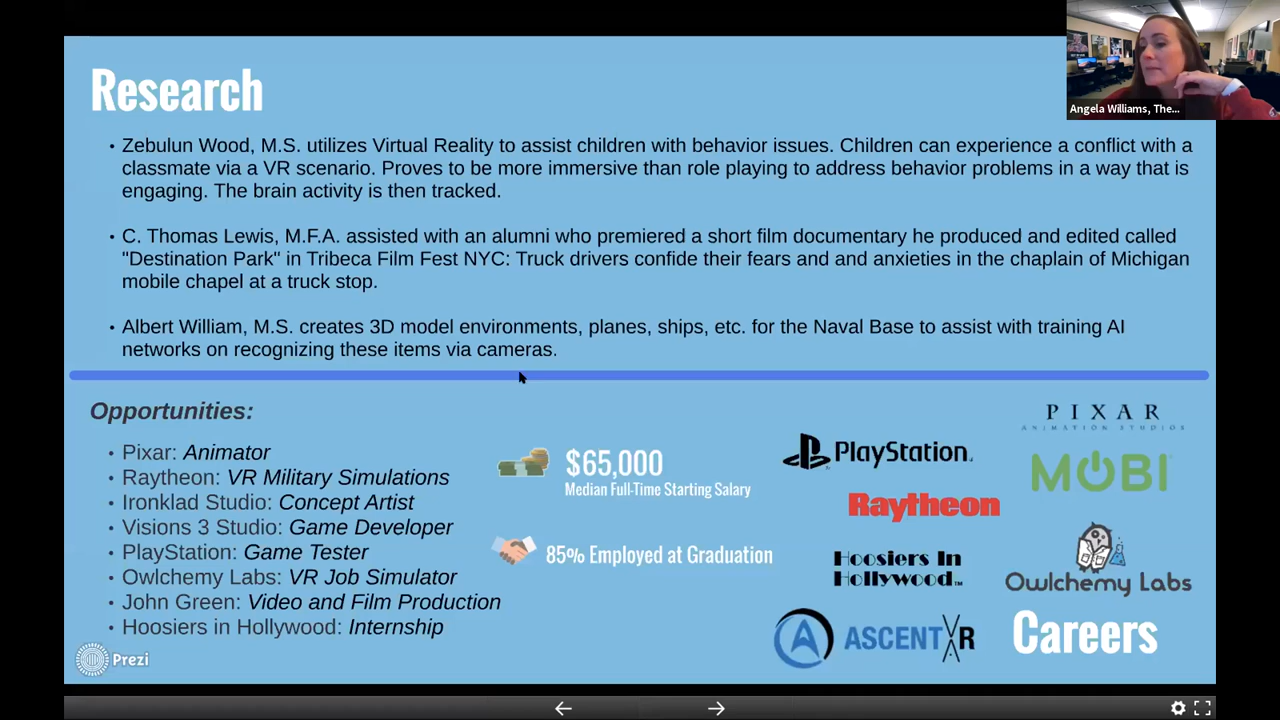 Research
• Zebulun Wood, M.S. utilizes Virtual Reality to assist children with behavior issues. Children can experience a conflict with a
classmate via a VR scenario. Proves to be more immersive than role playing to address behavior problems in a way that is
engaging. The brain activity is then tracked.
• C. Thomas Lewis, M.F.A. assisted with an alumni who premiered a short film documentary he produced and edited called
"Destination Park" in Tribeca Film Fest NYC: Truck drivers confide their fears and and anxieties in the chaplain of Michigan
mobile chapel at a truck stop.
• Albert William, M.S. creates 3D model environments, planes, ships, etc. for the Naval Base to assist with training AI
networks on recognizing these items via cameras.
Opportunities:
• Pixar: Animator
• Raytheon: VR Military Simulations
• Ironklad Studio: Concept Artist
• Visions 3 Studio: Game Developer
• PlayStation: Game Tester
• Owlchemy Labs: VR Job Simulator
• John Green: Video and Film Production
• Hoosiers in Hollywood: Internship
$65,000
Median Full-Time Starting Salary
85% Employed at Graduation
PIXAR
ANIMATION STUDIOS
PlayStation
MOBI
Raytheon
Hoosiers In
Hollywood™
Owlchemy Labs
ASCENT XR
Careers
Prezi
Angela Williams, The...